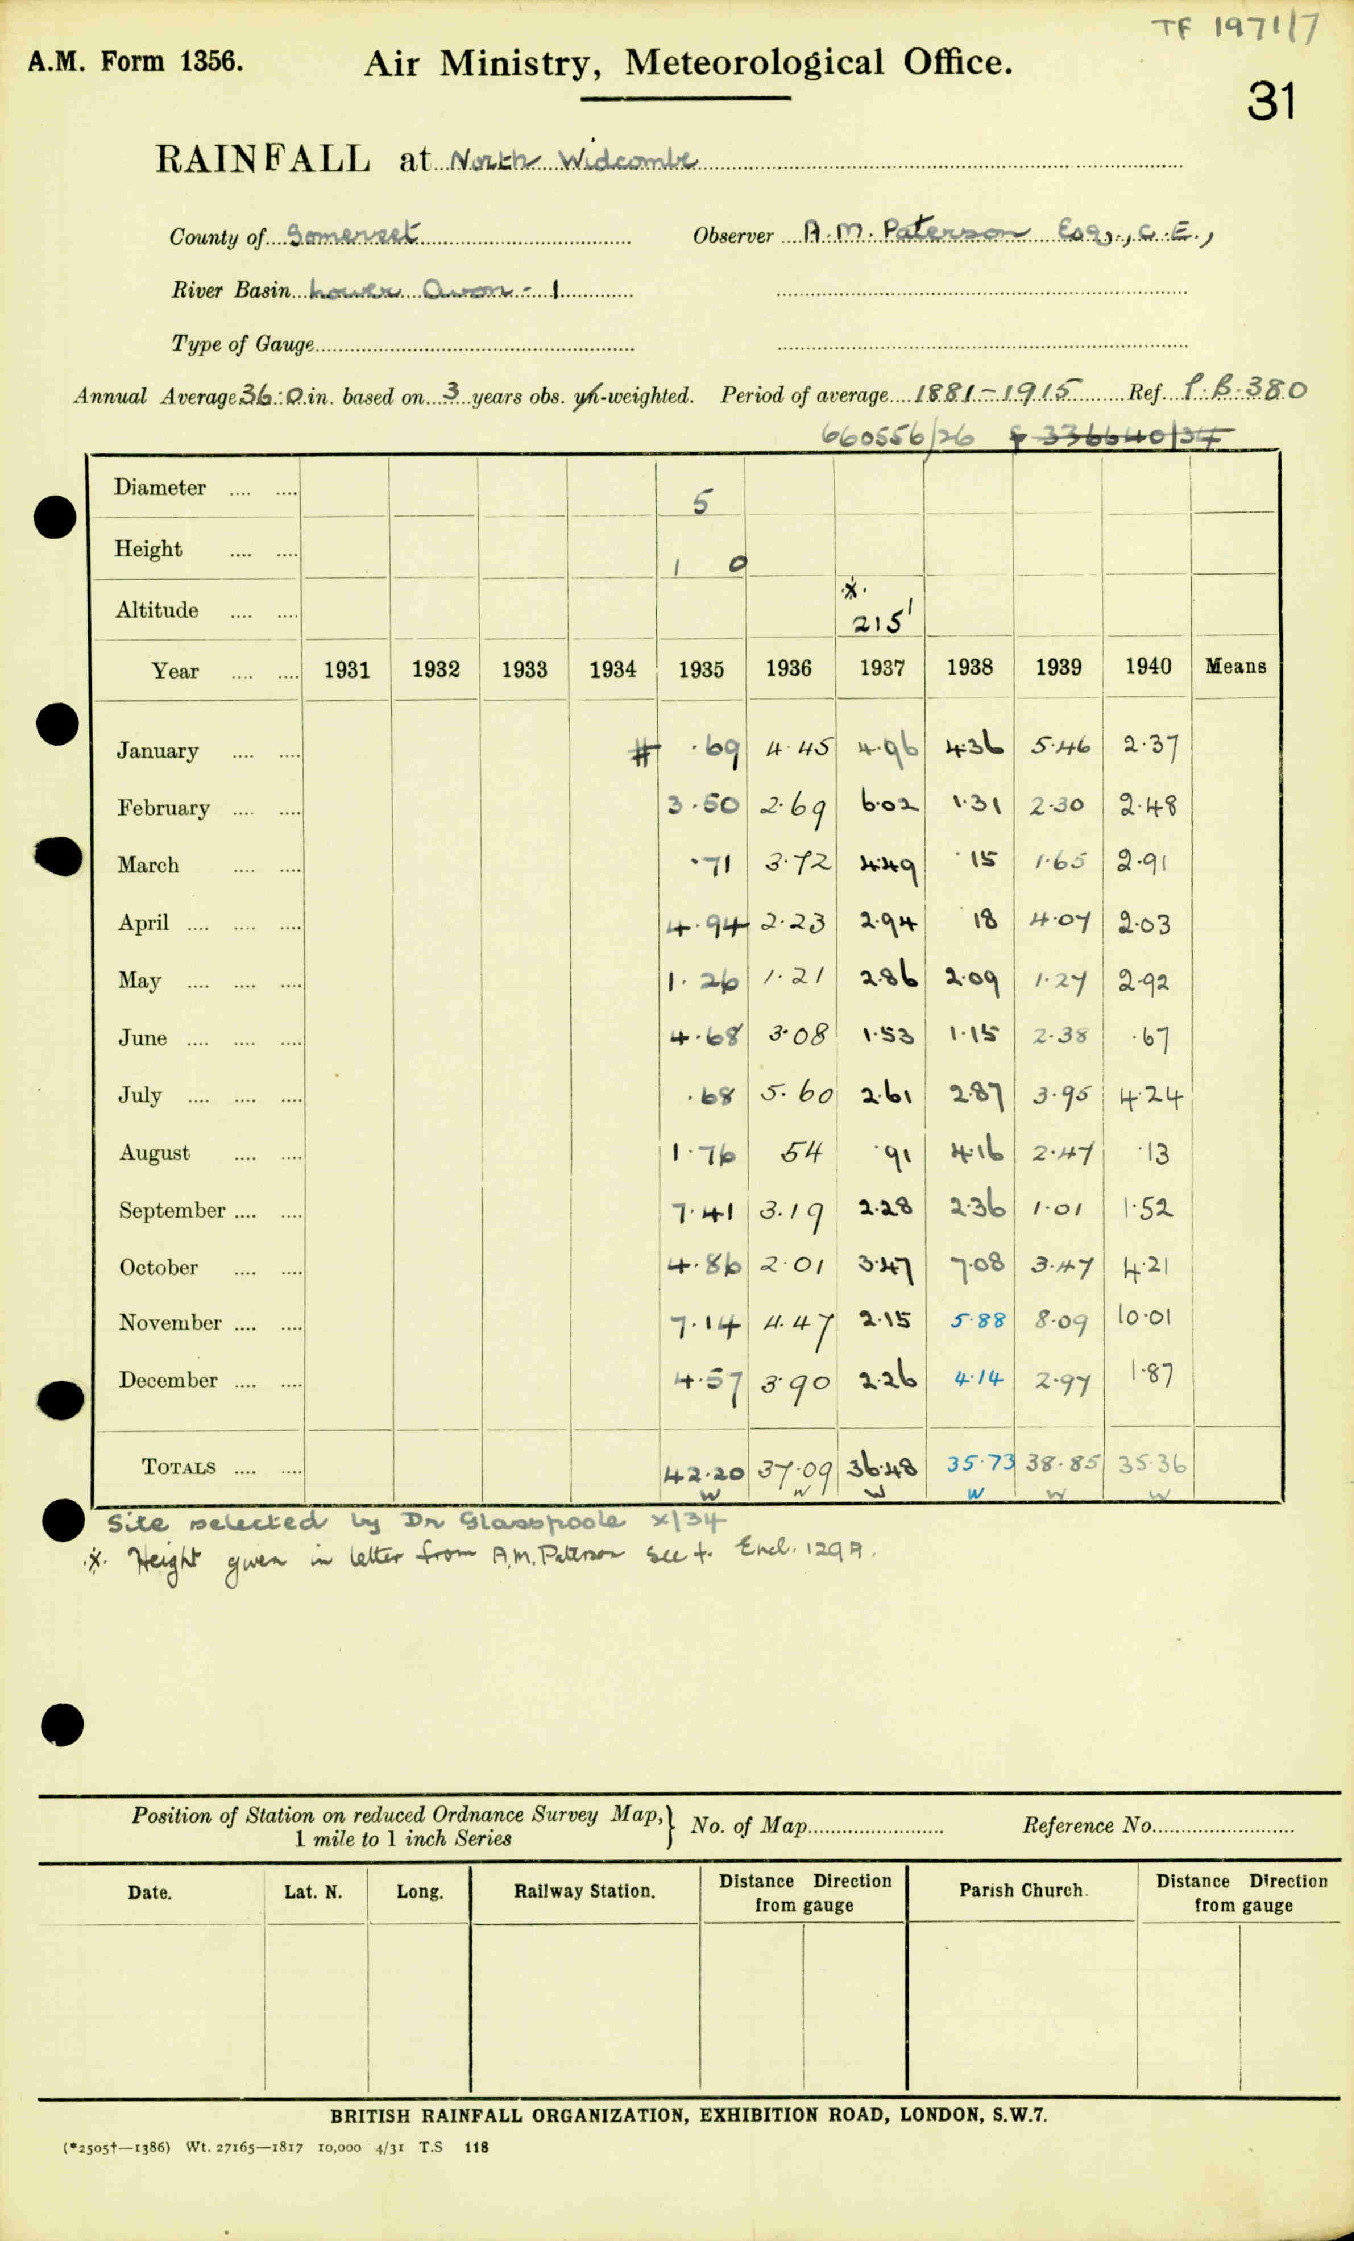 TF 1971/7
A.M. Form 1356. Air Ministry, Meteorological Office.
31
RAINFALL at North Widcombe
County of Somerset Observer A.M. Paterson Esq., C.E.,
River Basin Lower Avon - 1
Type of Gauge
Annual Average 36.0 in. based on 3 years obs. un-weighted. Period of average 1881-1915 Ref. P.B.380
660556/26 & 336640/34
Diameter .... .... 5
Height .... .... 1 0
Altitude .... .... * 215'
Year .... .... 1931 1932 1933 1934 1935 1936 1937 1938 1939 1940 Means
January .... .... # .69 4.45 4.96 4.36 5.46 2.37
February .... .... 3.50 2.69 6.02 1.31 2.30 2.48
March .... .... .71 3.72 4.49 .15 1.65 2.91
April .... .... .... 4.94 2.23 2.94 .18 4.07 2.03
May .... .... .... 1.26 1.21 2.86 2.09 1.27 2.92
June .... .... .... 4.68 3.08 1.53 1.15 2.38 .67
July .... .... .... .68 5.60 2.61 2.87 3.95 4.24
August .... .... 1.76 54 .91 4.16 2.47 .13
September .... .... 7.41 3.19 2.28 2.36 1.01 1.52
October .... .... 4.86 2.01 3.47 7.08 3.47 4.21
November .... .... 7.14 4.47 2.15 5.88 8.09 10.01
December .... .... 4.57 3.90 2.26 4.14 2.97 1.87
TOTALS .... .... 42.20 37.09 36.48 35.73 38.85 35.36
W W W W W W
Site selected by Dr Glasspoole x/34
* Height given in letter from A.M. Paterson see f. Encl. 129A.
Position of Station on reduced Ordnance Survey Map, 1 mile to 1 inch Series } No. of Map Reference No.
Date. Lat. N. Long. Railway Station. Distance Direction from gauge Parish Church. Distance Direction from gauge
BRITISH RAINFALL ORGANIZATION, EXHIBITION ROAD, LONDON, S.W.7.
(*2505†—1386) Wt. 27165—1817 10,000 4/31 T.S 118